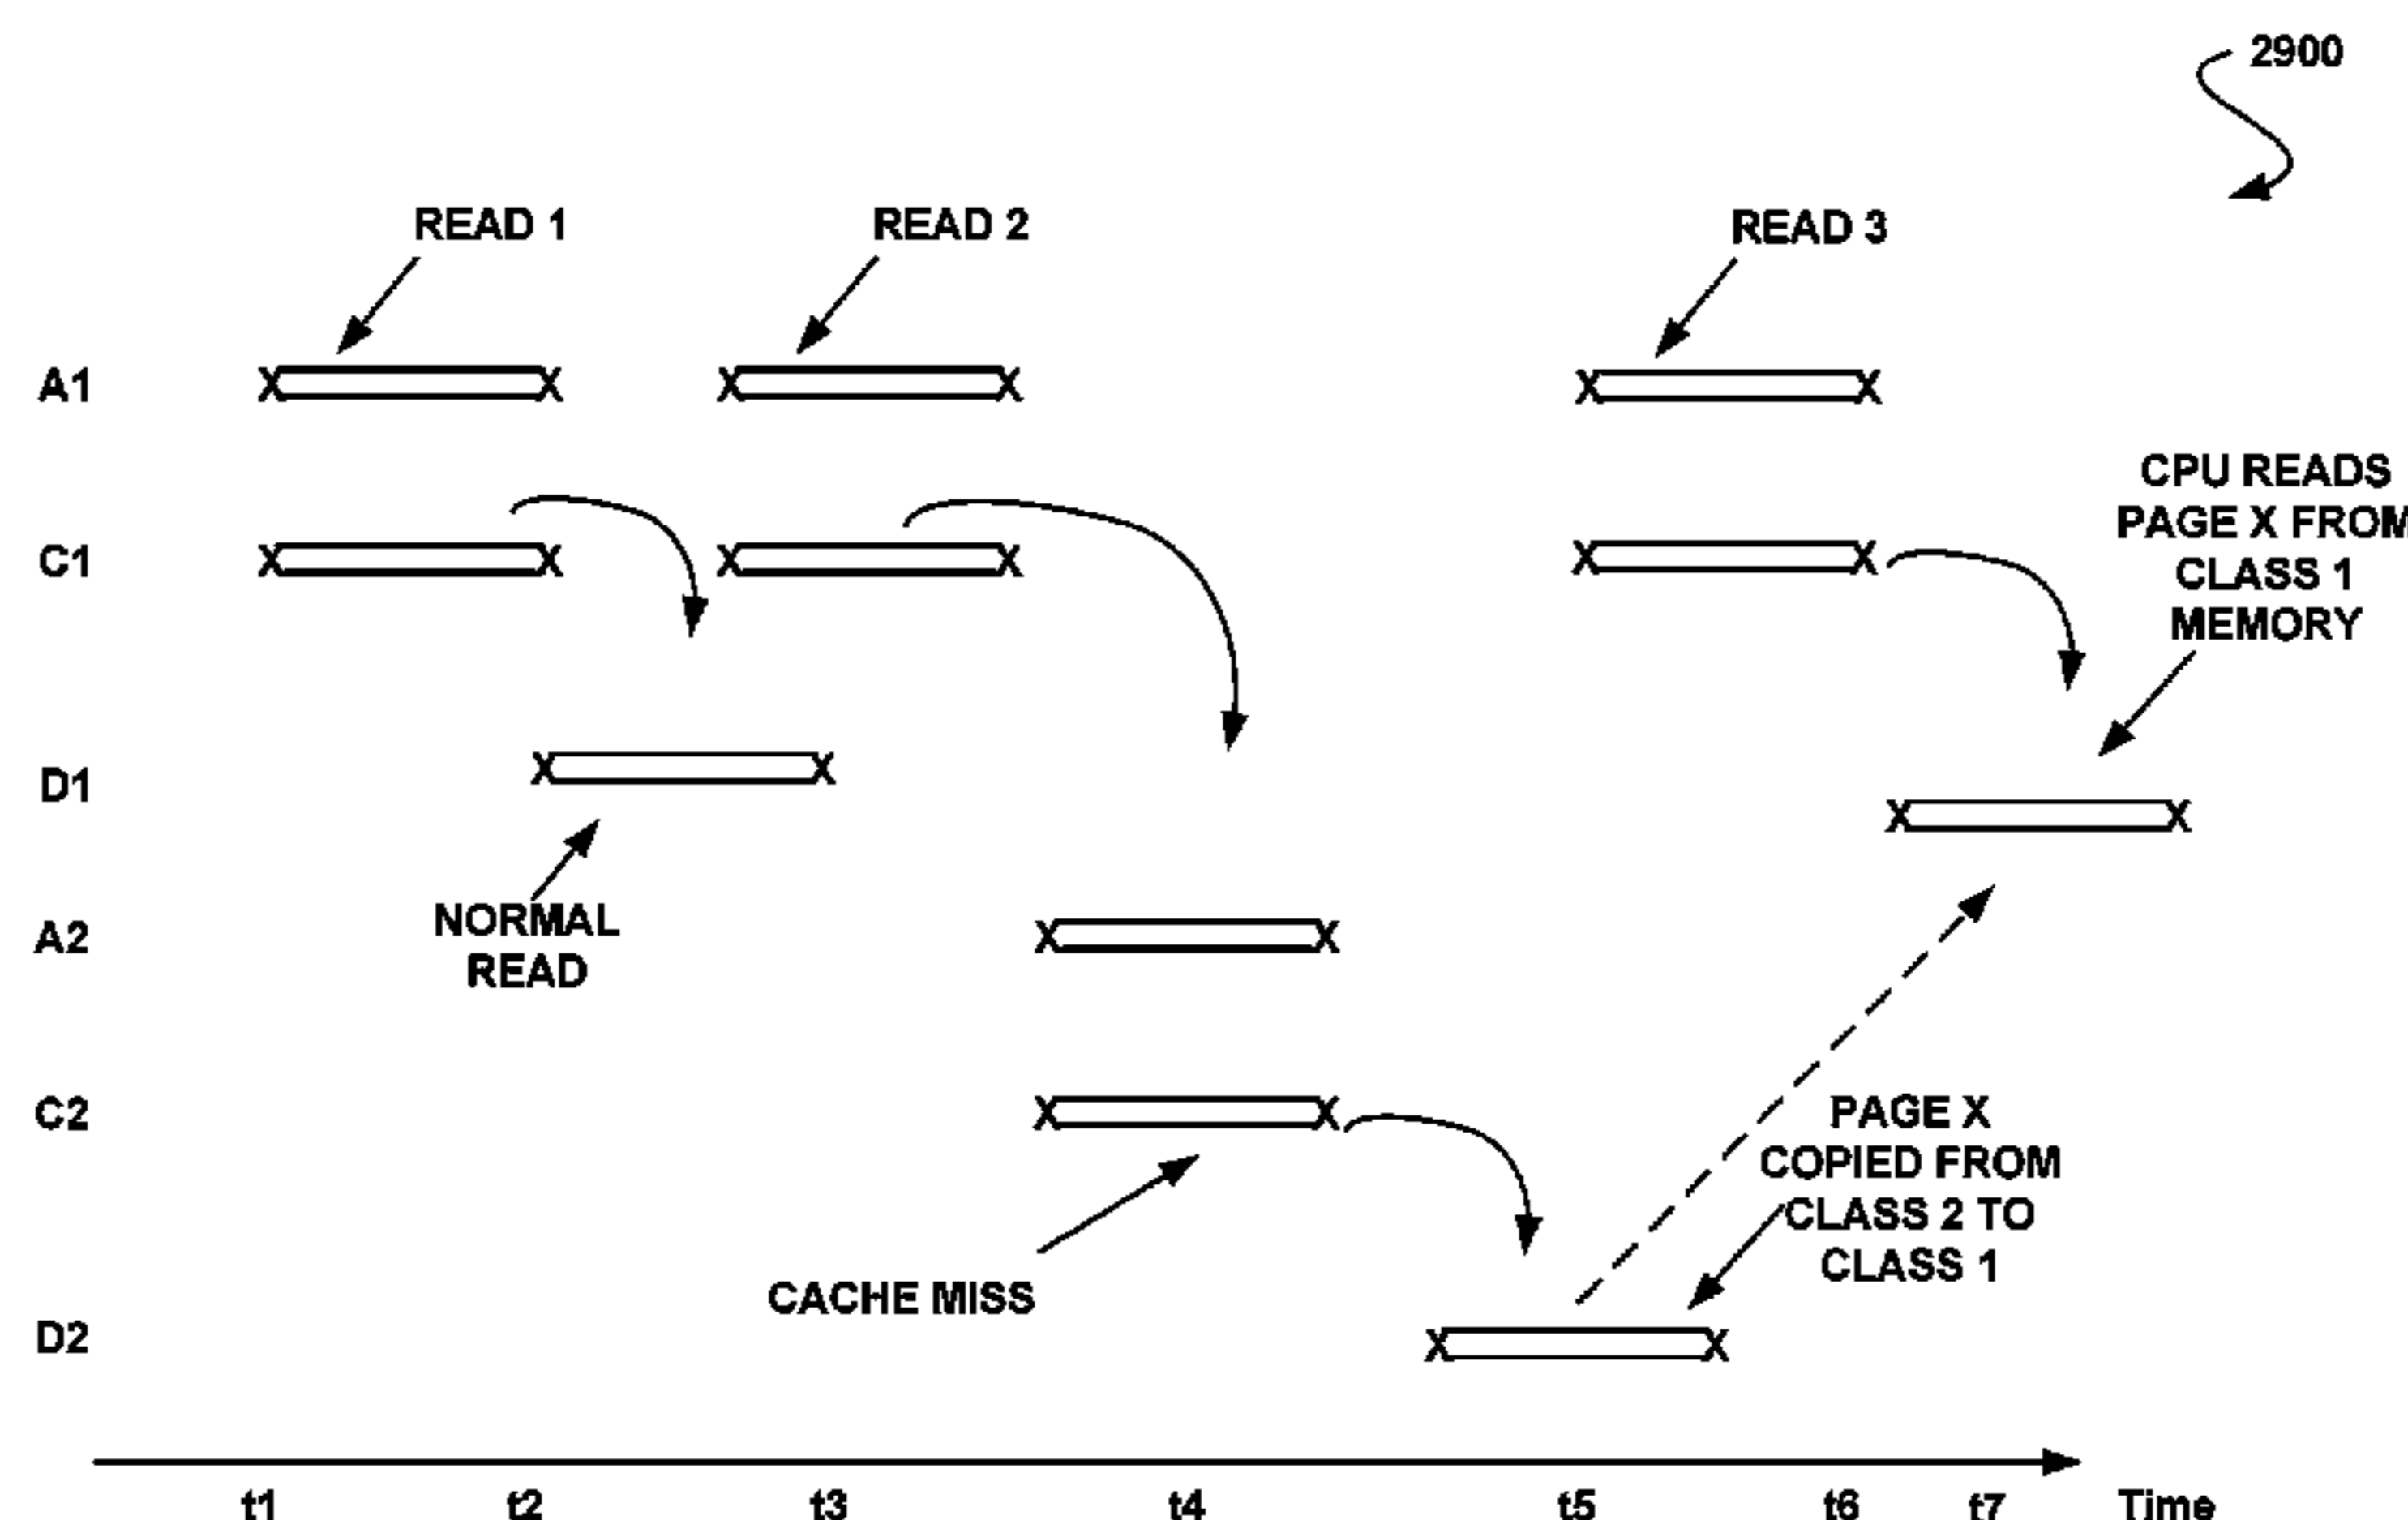 2900
READ 1
READ 2
READ 3
A1
CPU READS
PAGE X FROM
CLASS 1
MEMORY
C1
D1
NORMAL
READ
A2
C2
PAGE X
COPIED FROM
CLASS 2 TO
CLASS 1
CACHE MISS
D2
t1 t2 t3 t4 t5 t6 t7 Time